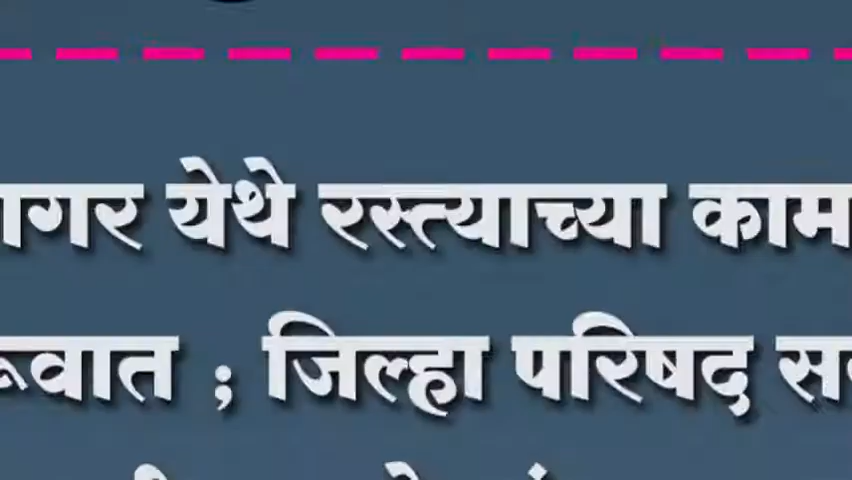 ागर येथे रस्त्याच्या काम
रूवात ; जिल्हा परिषद स